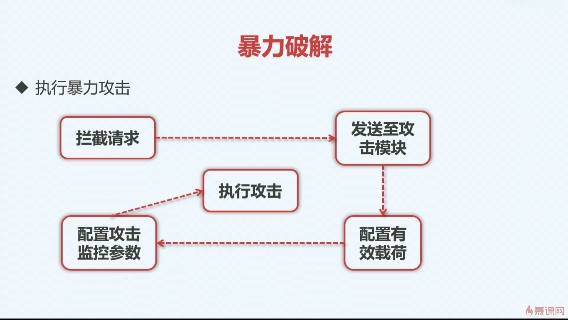 暴力破解
◆ 执行暴力攻击
拦截请求
发送至攻
击模块
执行攻击
配置攻击
监控参数
配置有
效载荷
慕课网